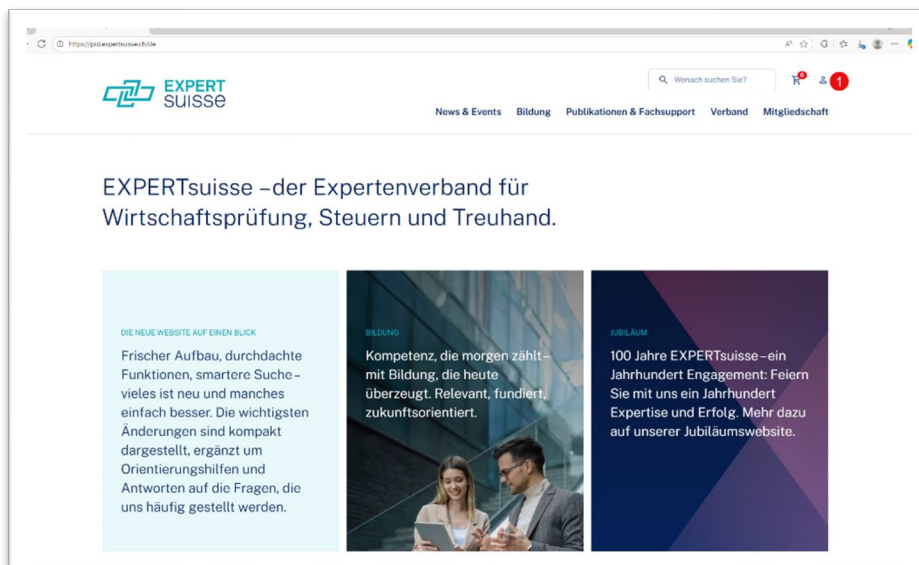 https://prd.expertsuisse.ch/de
EXPERT
suisse
Wonach suchen Sie?
0
1
News & Events Bildung Publikationen & Fachsupport Verband Mitgliedschaft
EXPERTsuisse – der Expertenverband für
Wirtschaftsprüfung, Steuern und Treuhand.
DIE NEUE WEBSITE AUF EINEN BLICK
Frischer Aufbau, durchdachte
Funktionen, smartere Suche –
vieles ist neu und manches
einfach besser. Die wichtigsten
Änderungen sind kompakt
dargestellt, ergänzt um
Orientierungshilfen und
Antworten auf die Fragen, die
uns häufig gestellt werden.
BILDUNG
Kompetenz, die morgen zählt –
mit Bildung, die heute
überzeugt. Relevant, fundiert,
zukunftsorientiert.
JUBILÄUM
100 Jahre EXPERTsuisse – ein
Jahrhundert Engagement: Feiern
Sie mit uns ein Jahrhundert
Expertise und Erfolg. Mehr dazu
auf unserer Jubiläumswebsite.